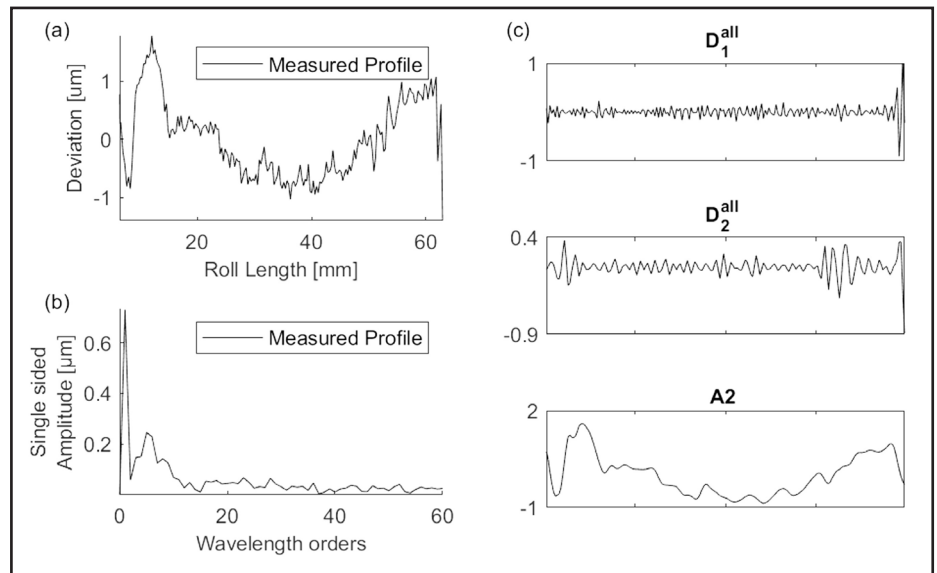 (a)
Measured Profile
Deviation [um]
1
0
-1
20 40 60
Roll Length [mm]
(b)
Measured Profile
Single sided
Amplitude [μm]
0.6
0.4
0.2
0 20 40 60
Wavelength orders
(c)
D₁ᵃˡˡ
1
-1
D₂ᵃˡˡ
0.4
-0.9
A2
2
-1